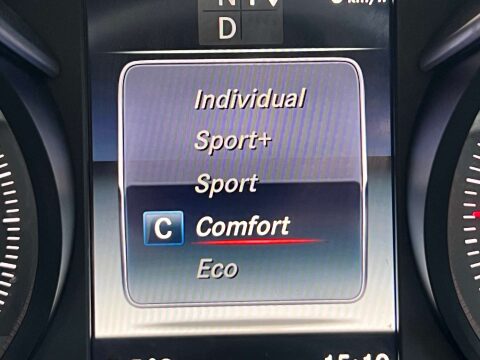 D
Individual
Sport+
Sport
C Comfort
Eco